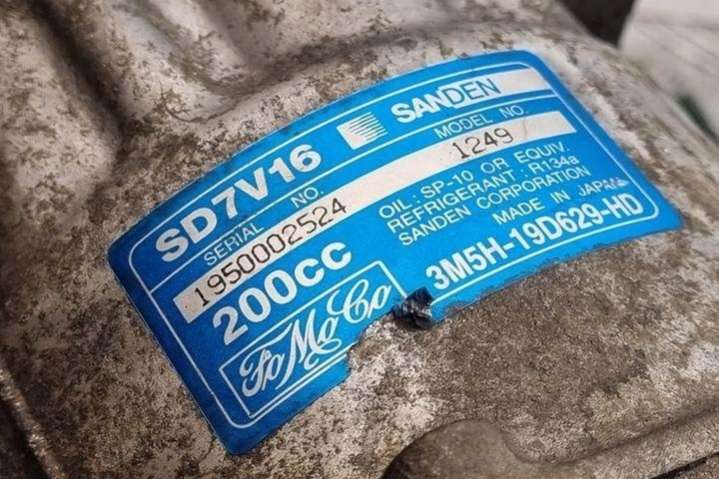 SD7V16 SANDEN
SERIAL NO. MODEL NO.
1950002524 1249
200CC
OIL: SP-10 OR EQUIV.
REFRIGERANT: R134a
SANDEN CORPORATION
MADE IN JAPAN
FoMoCo
3M5H-19D629-HD